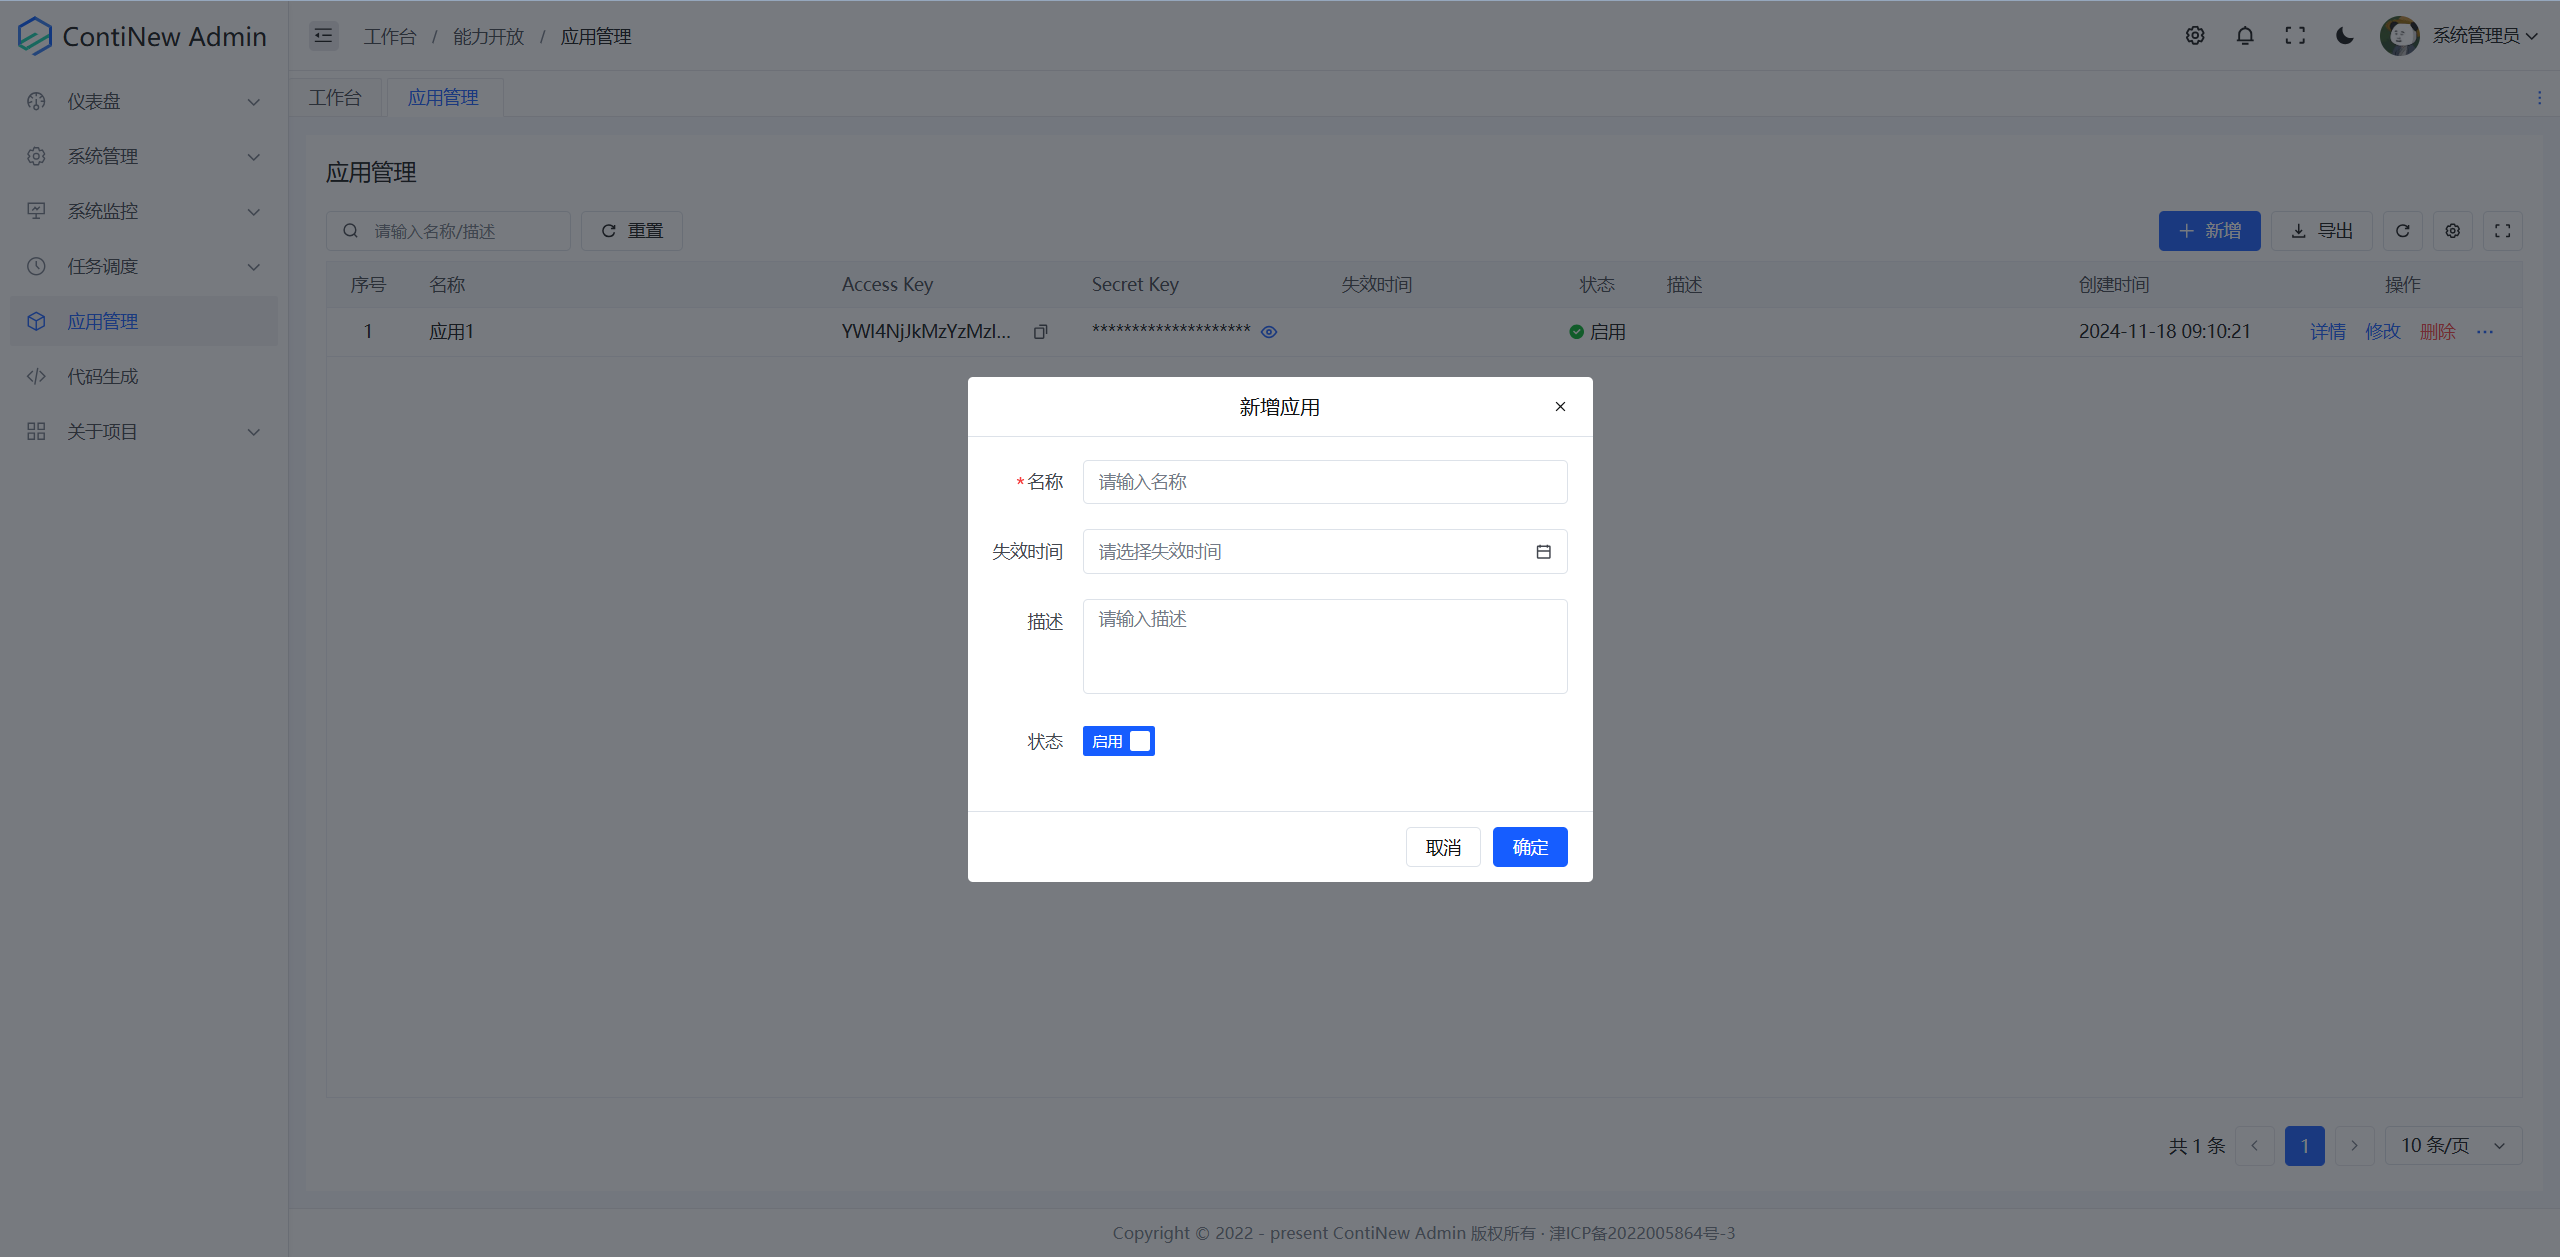 ContiNew Admin
工作台 / 能力开放 / 应用管理
系统管理员
仪表盘
系统管理
系统监控
任务调度
应用管理
代码生成
关于项目
工作台
应用管理
应用管理
请输入名称/描述
重置
新增
导出
序号 名称 Access Key Secret Key 失效时间 状态 描述 创建时间 操作
1 应用1 YWI4NjJkMzYzMzI... ******************** 启用 2024-11-18 09:10:21 详情 修改 删除 ...
新增应用
*名称 请输入名称
失效时间 请选择失效时间
描述 请输入描述
状态 启用
取消 确定
共 1 条 1 10 条/页
Copyright © 2022 - present ContiNew Admin 版权所有 · 津ICP备2022005864号-3